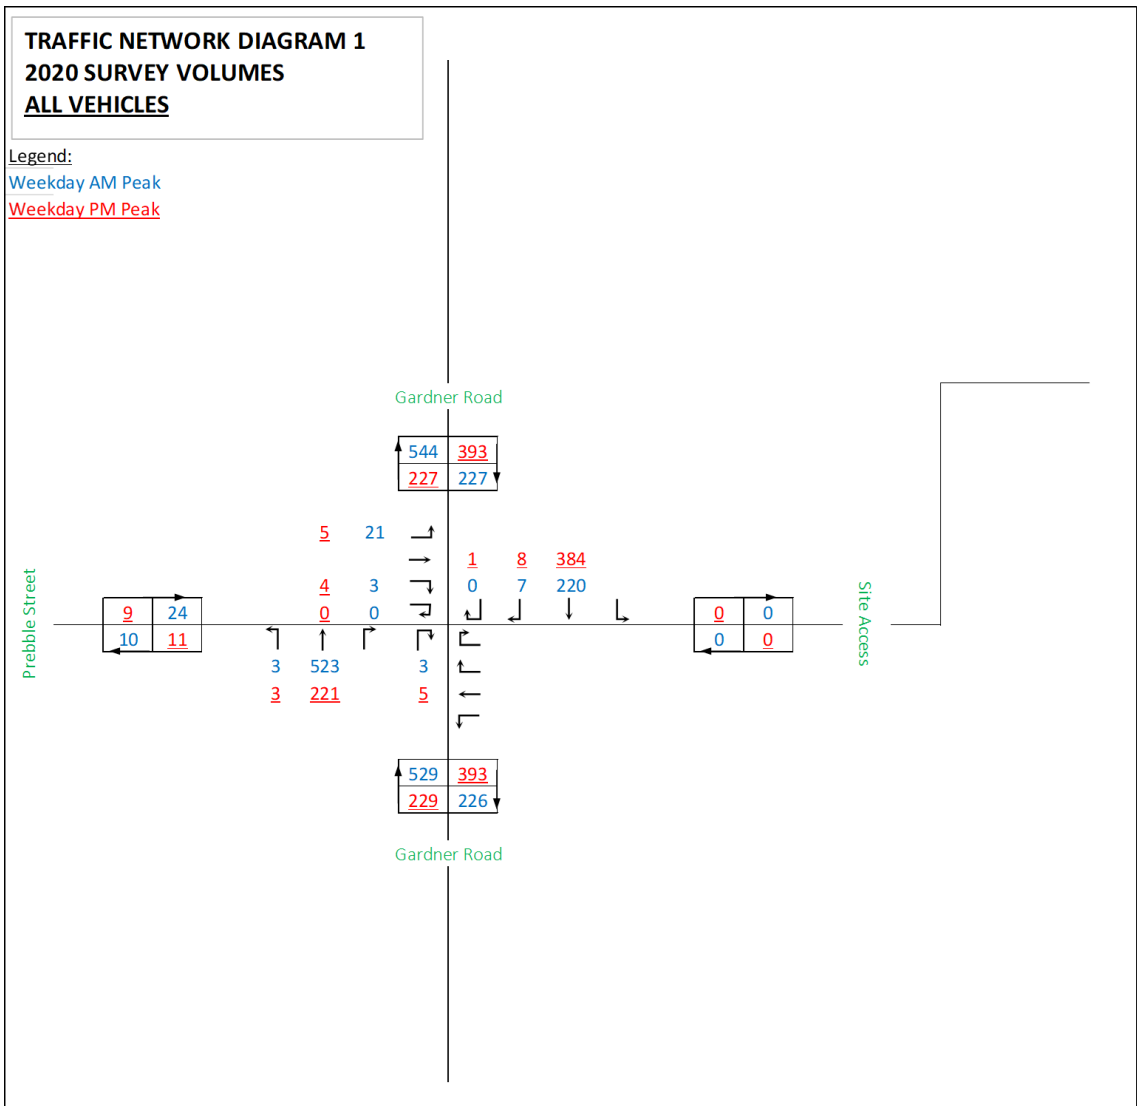 TRAFFIC NETWORK DIAGRAM 1
2020 SURVEY VOLUMES
ALL VEHICLES
Legend:
Weekday AM Peak
Weekday PM Peak
Gardner Road
544 393
227 227
5 21
1 8 384
4 3 0 7 220
Prebble Street
9 24
10 11
0 0
0 0
0 0
Site Access
3 523 3
3 221 5
529 393
229 226
Gardner Road